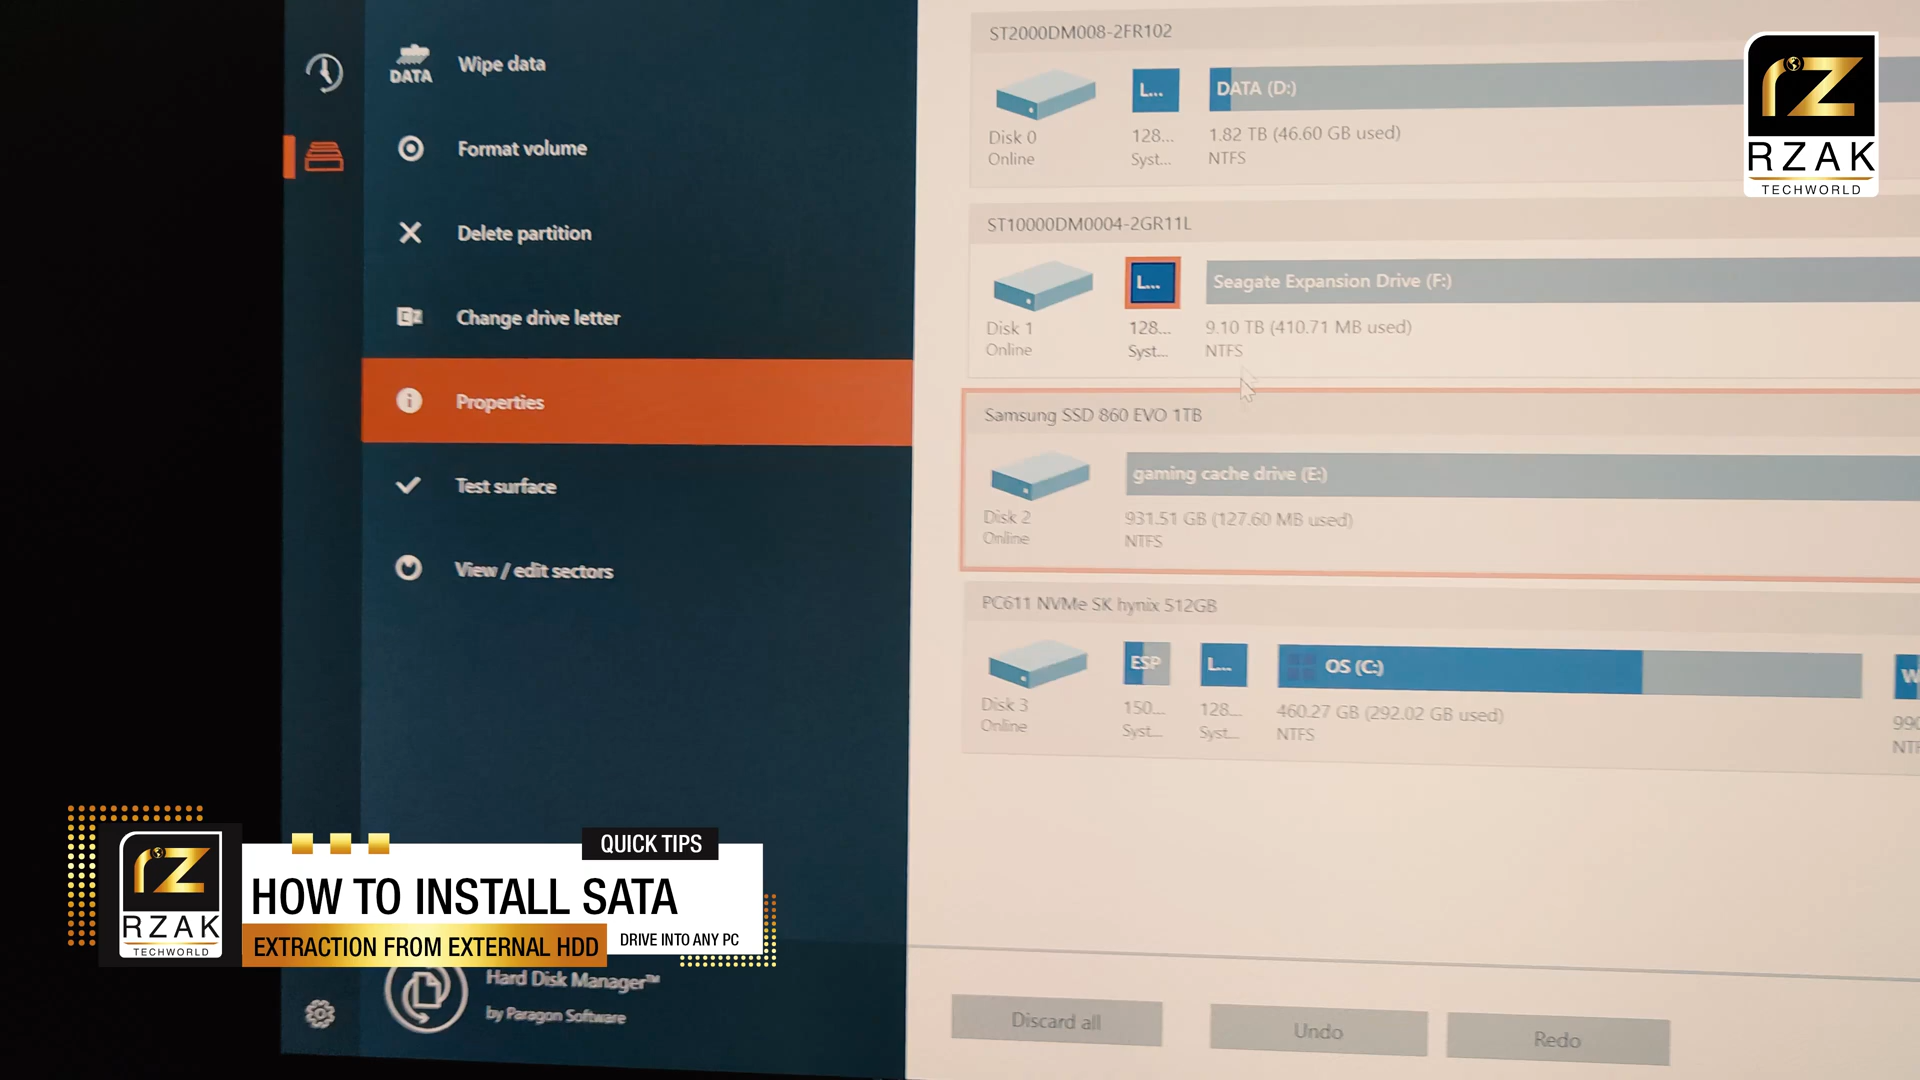 DATA
Wipe data
Format volume
Delete partition
Change drive letter
Properties
Test surface
View / edit sectors
Hard Disk Manager™
by Paragon Software
ST2000DM008-2FR102
L...
DATA (D:)
Disk 0
Online
128...
Syst...
1.82 TB (46.60 GB used)
NTFS
ST10000DM0004-2GR11L
L...
Seagate Expansion Drive (F:)
Disk 1
Online
128...
Syst...
9.10 TB (410.71 MB used)
NTFS
Samsung SSD 860 EVO 1TB
gaming cache drive (E:)
Disk 2
Online
931.51 GB (127.60 MB used)
NTFS
PC611 NVMe SK hynix 512GB
ESP
L...
OS (C:)
Disk 3
Online
150...
Syst...
128...
Syst...
460.27 GB (292.02 GB used)
NTFS
990
Discard all
Undo
Redo
rZ
RZAK
TECHWORLD
rZ
RZAK
TECHWORLD
QUICK TIPS
HOW TO INSTALL SATA
EXTRACTION FROM EXTERNAL HDD
DRIVE INTO ANY PC